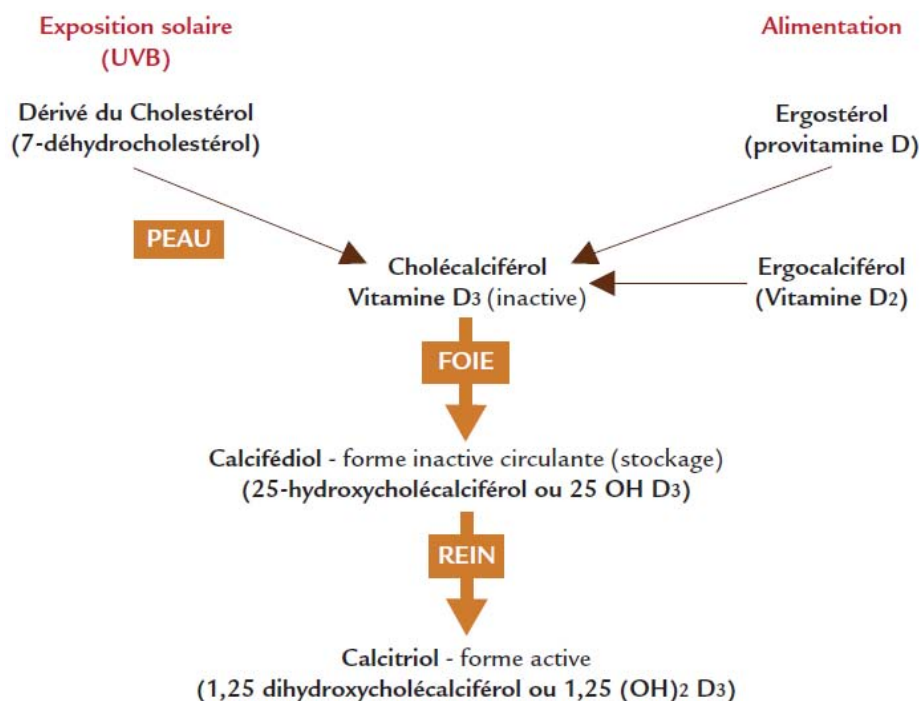 Exposition solaire
(UVB)
Alimentation
Dérivé du Cholestérol
(7-déhydrocholestérol)
Ergostérol
(provitamine D)
PEAU
Cholécalciférol
Vitamine D3 (inactive)
Ergocalciférol
(Vitamine D2)
FOIE
Calcifédiol - forme inactive circulante (stockage)
(25-hydroxycholécalciférol ou 25 OH D3)
REIN
Calcitriol - forme active
(1,25 dihydroxycholécalciférol ou 1,25 (OH)2 D3)